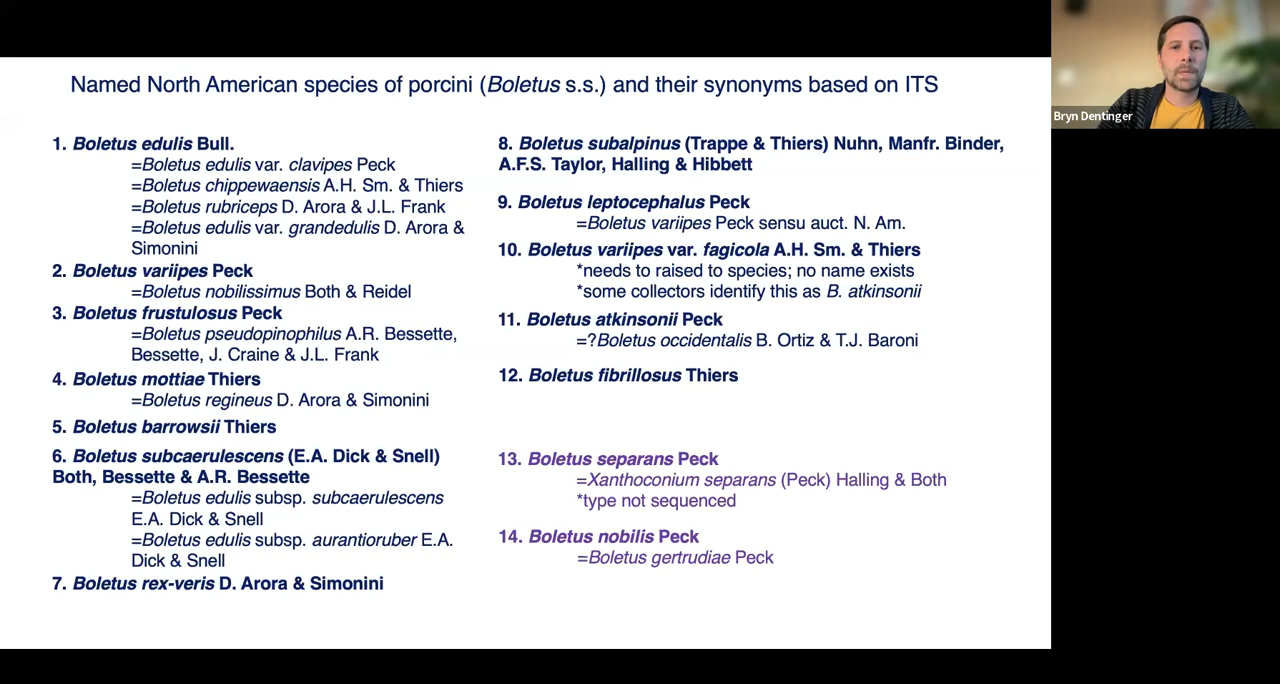 Named North American species of porcini (Boletus s.s.) and their synonyms based on ITS
1. Boletus edulis Bull.
=Boletus edulis var. clavipes Peck
=Boletus chippewaensis A.H. Sm. & Thiers
=Boletus rubriceps D. Arora & J.L. Frank
=Boletus edulis var. grandedulis D. Arora &
Simonini
2. Boletus variipes Peck
=Boletus nobilissimus Both & Reidel
3. Boletus frustulosus Peck
=Boletus pseudopinophilus A.R. Bessette,
Bessette, J. Craine & J.L. Frank
4. Boletus mottiae Thiers
=Boletus regineus D. Arora & Simonini
5. Boletus barrowsii Thiers
6. Boletus subcaerulescens (E.A. Dick & Snell)
Both, Bessette & A.R. Bessette
=Boletus edulis subsp. subcaerulescens
E.A. Dick & Snell
=Boletus edulis subsp. aurantioruber E.A.
Dick & Snell
7. Boletus rex-veris D. Arora & Simonini
8. Boletus subalpinus (Trappe & Thiers) Nuhn, Manfr. Binder,
A.F.S. Taylor, Halling & Hibbett
9. Boletus leptocephalus Peck
=Boletus variipes Peck sensu auct. N. Am.
10. Boletus variipes var. fagicola A.H. Sm. & Thiers
*needs to raised to species; no name exists
*some collectors identify this as B. atkinsonii
11. Boletus atkinsonii Peck
=?Boletus occidentalis B. Ortiz & T.J. Baroni
12. Boletus fibrillosus Thiers
13. Boletus separans Peck
=Xanthoconium separans (Peck) Halling & Both
*type not sequenced
14. Boletus nobilis Peck
=Boletus gertrudiae Peck
Bryn Dentinger